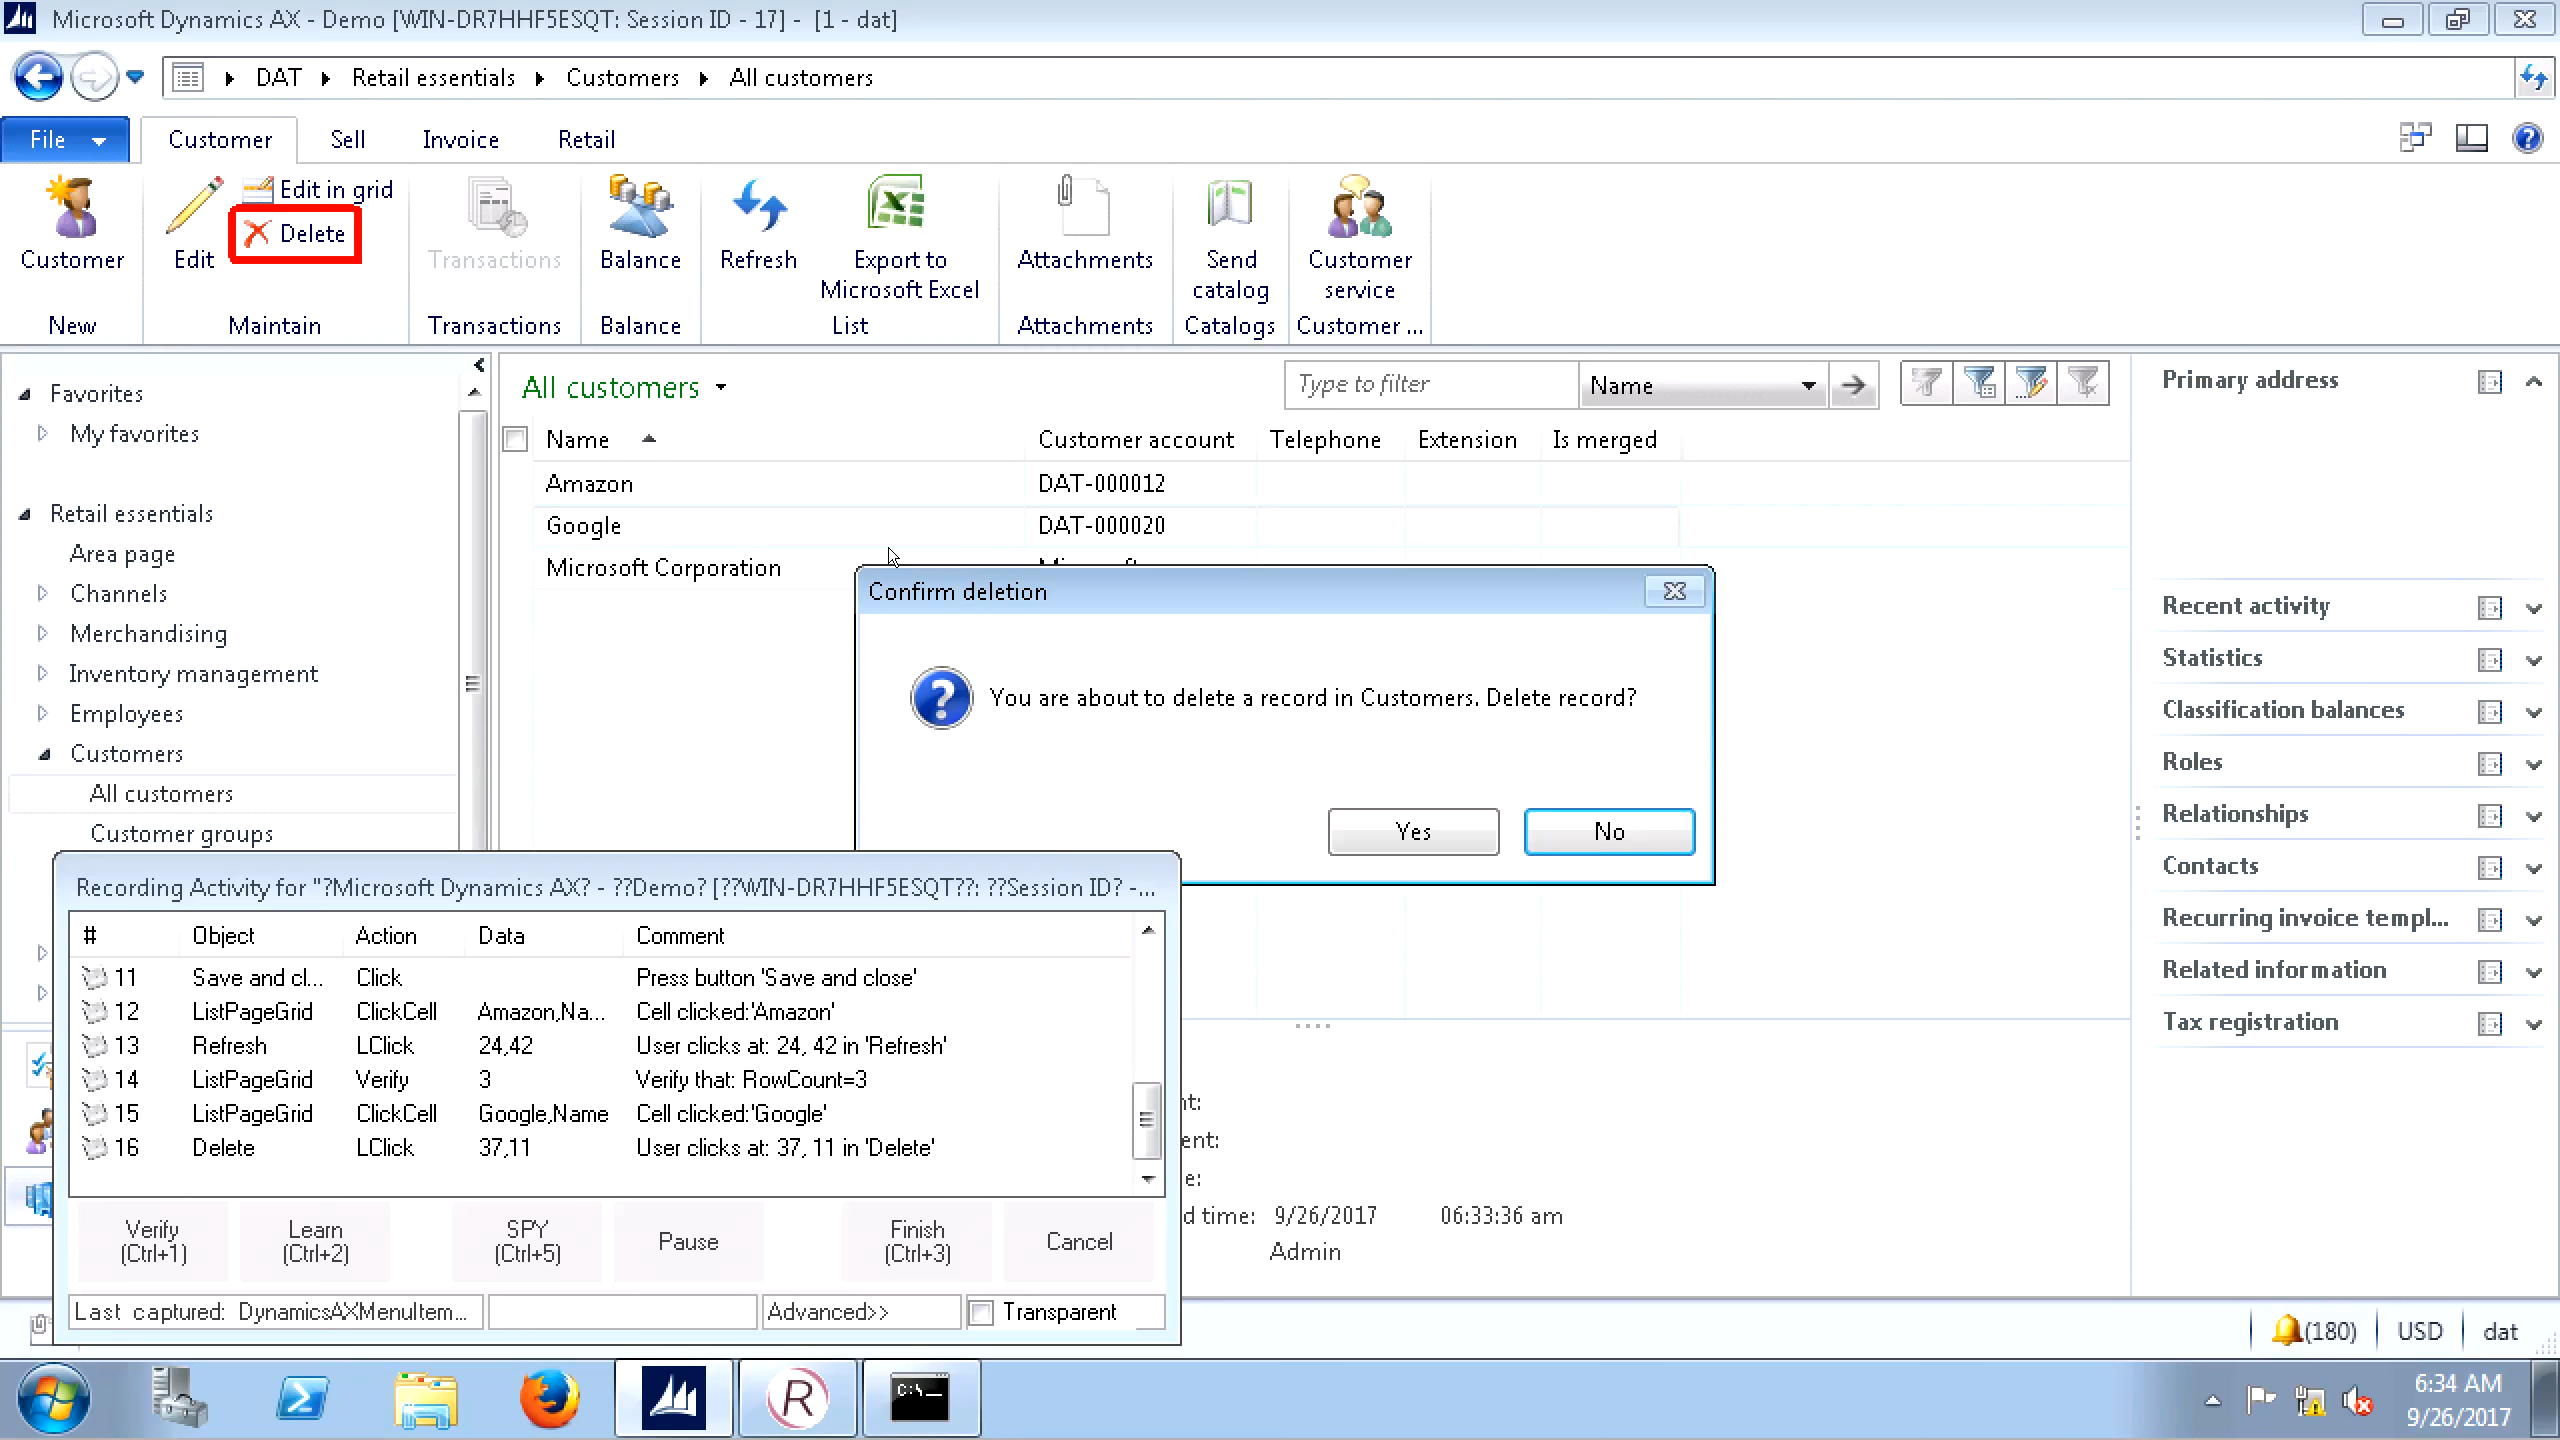 Microsoft Dynamics AX - Demo [WIN-DR7HHF5ESQT: Session ID - 17] - [1 - dat]
DAT Retail essentials Customers All customers
File Customer Sell Invoice Retail
Edit in grid
Delete
Customer Edit Transactions Balance Refresh Export to Microsoft Excel Attachments Send catalog Customer service
New Maintain Transactions Balance List Attachments Catalogs Customer ...
Favorites
My favorites
Retail essentials
Area page
Channels
Merchandising
Inventory management
Employees
Customers
All customers
Customer groups
All customers Type to filter Name
Name Customer account Telephone Extension Is merged
Amazon DAT-000012
Google DAT-000020
Microsoft Corporation
Confirm deletion
You are about to delete a record in Customers. Delete record?
Yes No
Primary address
Recent activity
Statistics
Classification balances
Roles
Relationships
Contacts
Recurring invoice templ...
Related information
Tax registration
Recording Activity for "?Microsoft Dynamics AX? - ??Demo? [??WIN-DR7HHF5ESQT??: ??Session ID? -...
# Object Action Data Comment
11 Save and cl... Click Press button 'Save and close'
12 ListPageGrid ClickCell Amazon,Na... Cell clicked:'Amazon'
13 Refresh LClick 24,42 User clicks at: 24, 42 in 'Refresh'
14 ListPageGrid Verify 3 Verify that: RowCount=3
15 ListPageGrid ClickCell Google,Name Cell clicked:'Google'
16 Delete LClick 37,11 User clicks at: 37, 11 in 'Delete'
Verify (Ctrl+1) Learn (Ctrl+2) SPY (Ctrl+5) Pause Finish (Ctrl+3) Cancel
Last captured: DynamicsAXMenuItem... Advanced>> Transparent
nt:
ent:
e:
d time: 9/26/2017 06:33:36 am
Admin
(180) USD dat
C:\_
R
6:34 AM
9/26/2017